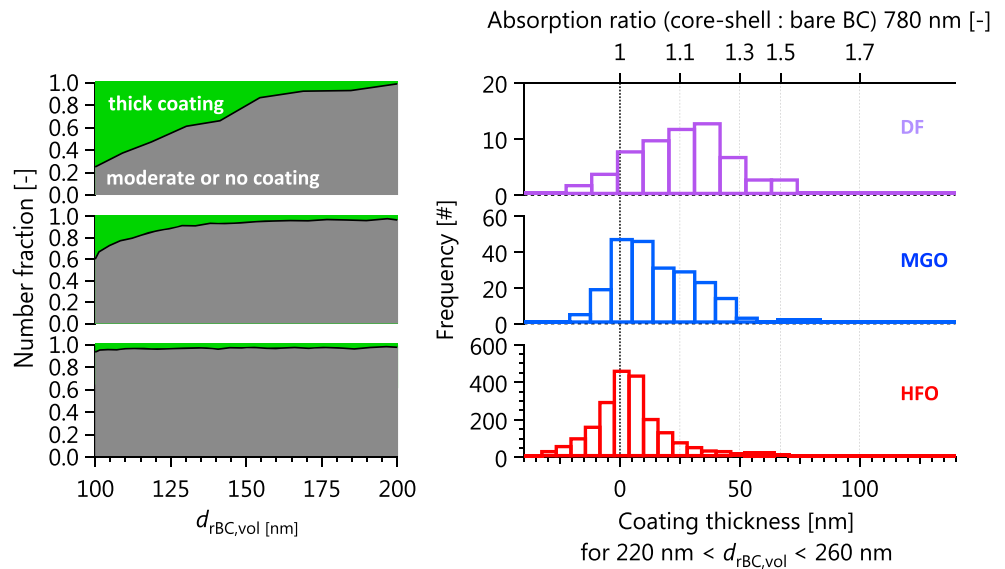 Absorption ratio (core-shell : bare BC) 780 nm [-]
1 1.1 1.3 1.5 1.7
Number fraction [-]
1.0
0.8
0.6
0.4
0.2
0.0
thick coating
moderate or no coating
1.0
0.8
0.6
0.4
0.2
0.0
1.0
0.8
0.6
0.4
0.2
0.0
100 125 150 175 200
drBC,vol [nm]
Frequency [#]
20
10
0
DF
60
40
20
0
MGO
600
400
200
0
HFO
0 50 100
Coating thickness [nm]
for 220 nm < drBC,vol < 260 nm